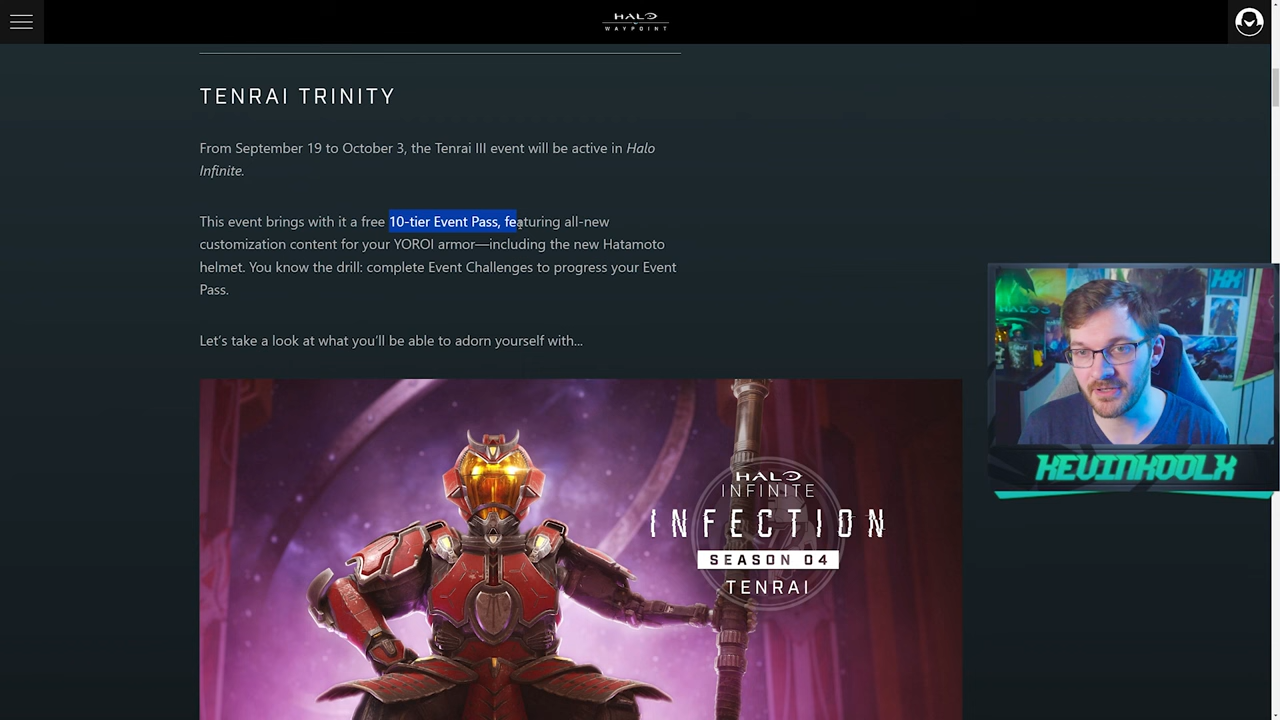 HALO
WAYPOINT
TENRAI TRINITY
From September 19 to October 3, the Tenrai III event will be active in Halo
Infinite.
This event brings with it a free 10-tier Event Pass, featuring all-new
customization content for your YOROI armor—including the new Hatamoto
helmet. You know the drill: complete Event Challenges to progress your Event
Pass.
Let's take a look at what you'll be able to adorn yourself with...
HALO
INFINITE
INFECTION
SEASON 04
TENRAI
KEVINKOOLX